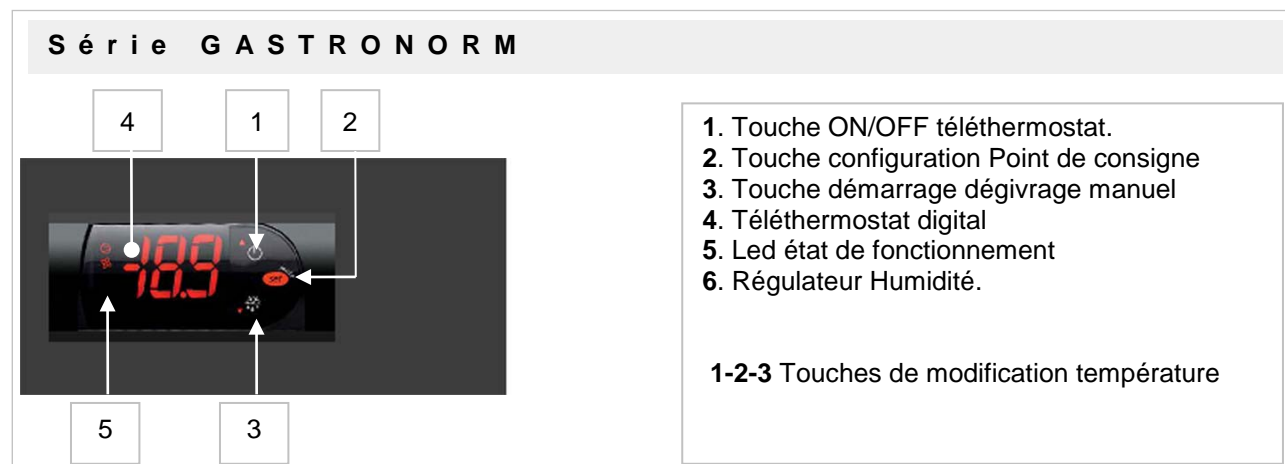 Série GASTRONORM
4 1 2
-18.9
SET
5 3
1. Touche ON/OFF téléthermostat.
2. Touche configuration Point de consigne
3. Touche démarrage dégivrage manuel
4. Téléthermostat digital
5. Led état de fonctionnement
6. Régulateur Humidité.
1-2-3 Touches de modification température